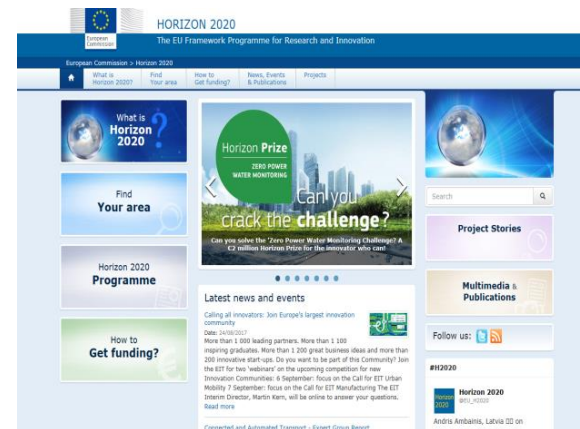 HORIZON 2020
European
Commission
The EU Framework Programme for Research and Innovation
European Commission > Horizon 2020
What is
Horizon 2020?
Find
Your area
How to
Get funding?
News, Events
& Publications
Projects
What is
Horizon
2020
?
Find
Your area
Horizon 2020
Programme
How to
Get funding?
Horizon Prize
ZERO POWER
WATER MONITORING
Can you
crack the challenge?
Can you solve the 'Zero Power Water Monitoring Challenge? A
€2 million Horizon Prize for the innovator who can!
Latest news and events
Calling all innovators: Join Europe's largest innovation
community
Date: 24/08/2017
More than 1 000 leading partners. More than 1 100
inspiring graduates. More than 1 200 great business ideas and more than
200 innovative start-ups. Do you want to be part of this Community? Join
the EIT for two 'webinars' on the upcoming competition for new
Innovation Communities: 6 September: focus on the Call for EIT Urban
Mobility 7 September: focus on the Call for EIT Manufacturing The EIT
Interim Director, Martin Kern, will be online to answer your questions.
Read more
Connected and Automated Transport - Expert Group Report
Search
Project Stories
Multimedia &
Publications
Follow us:
#H2020
Horizon
2020
Horizon 2020
@EU_H2020
Andris Ambainis, Latvia on